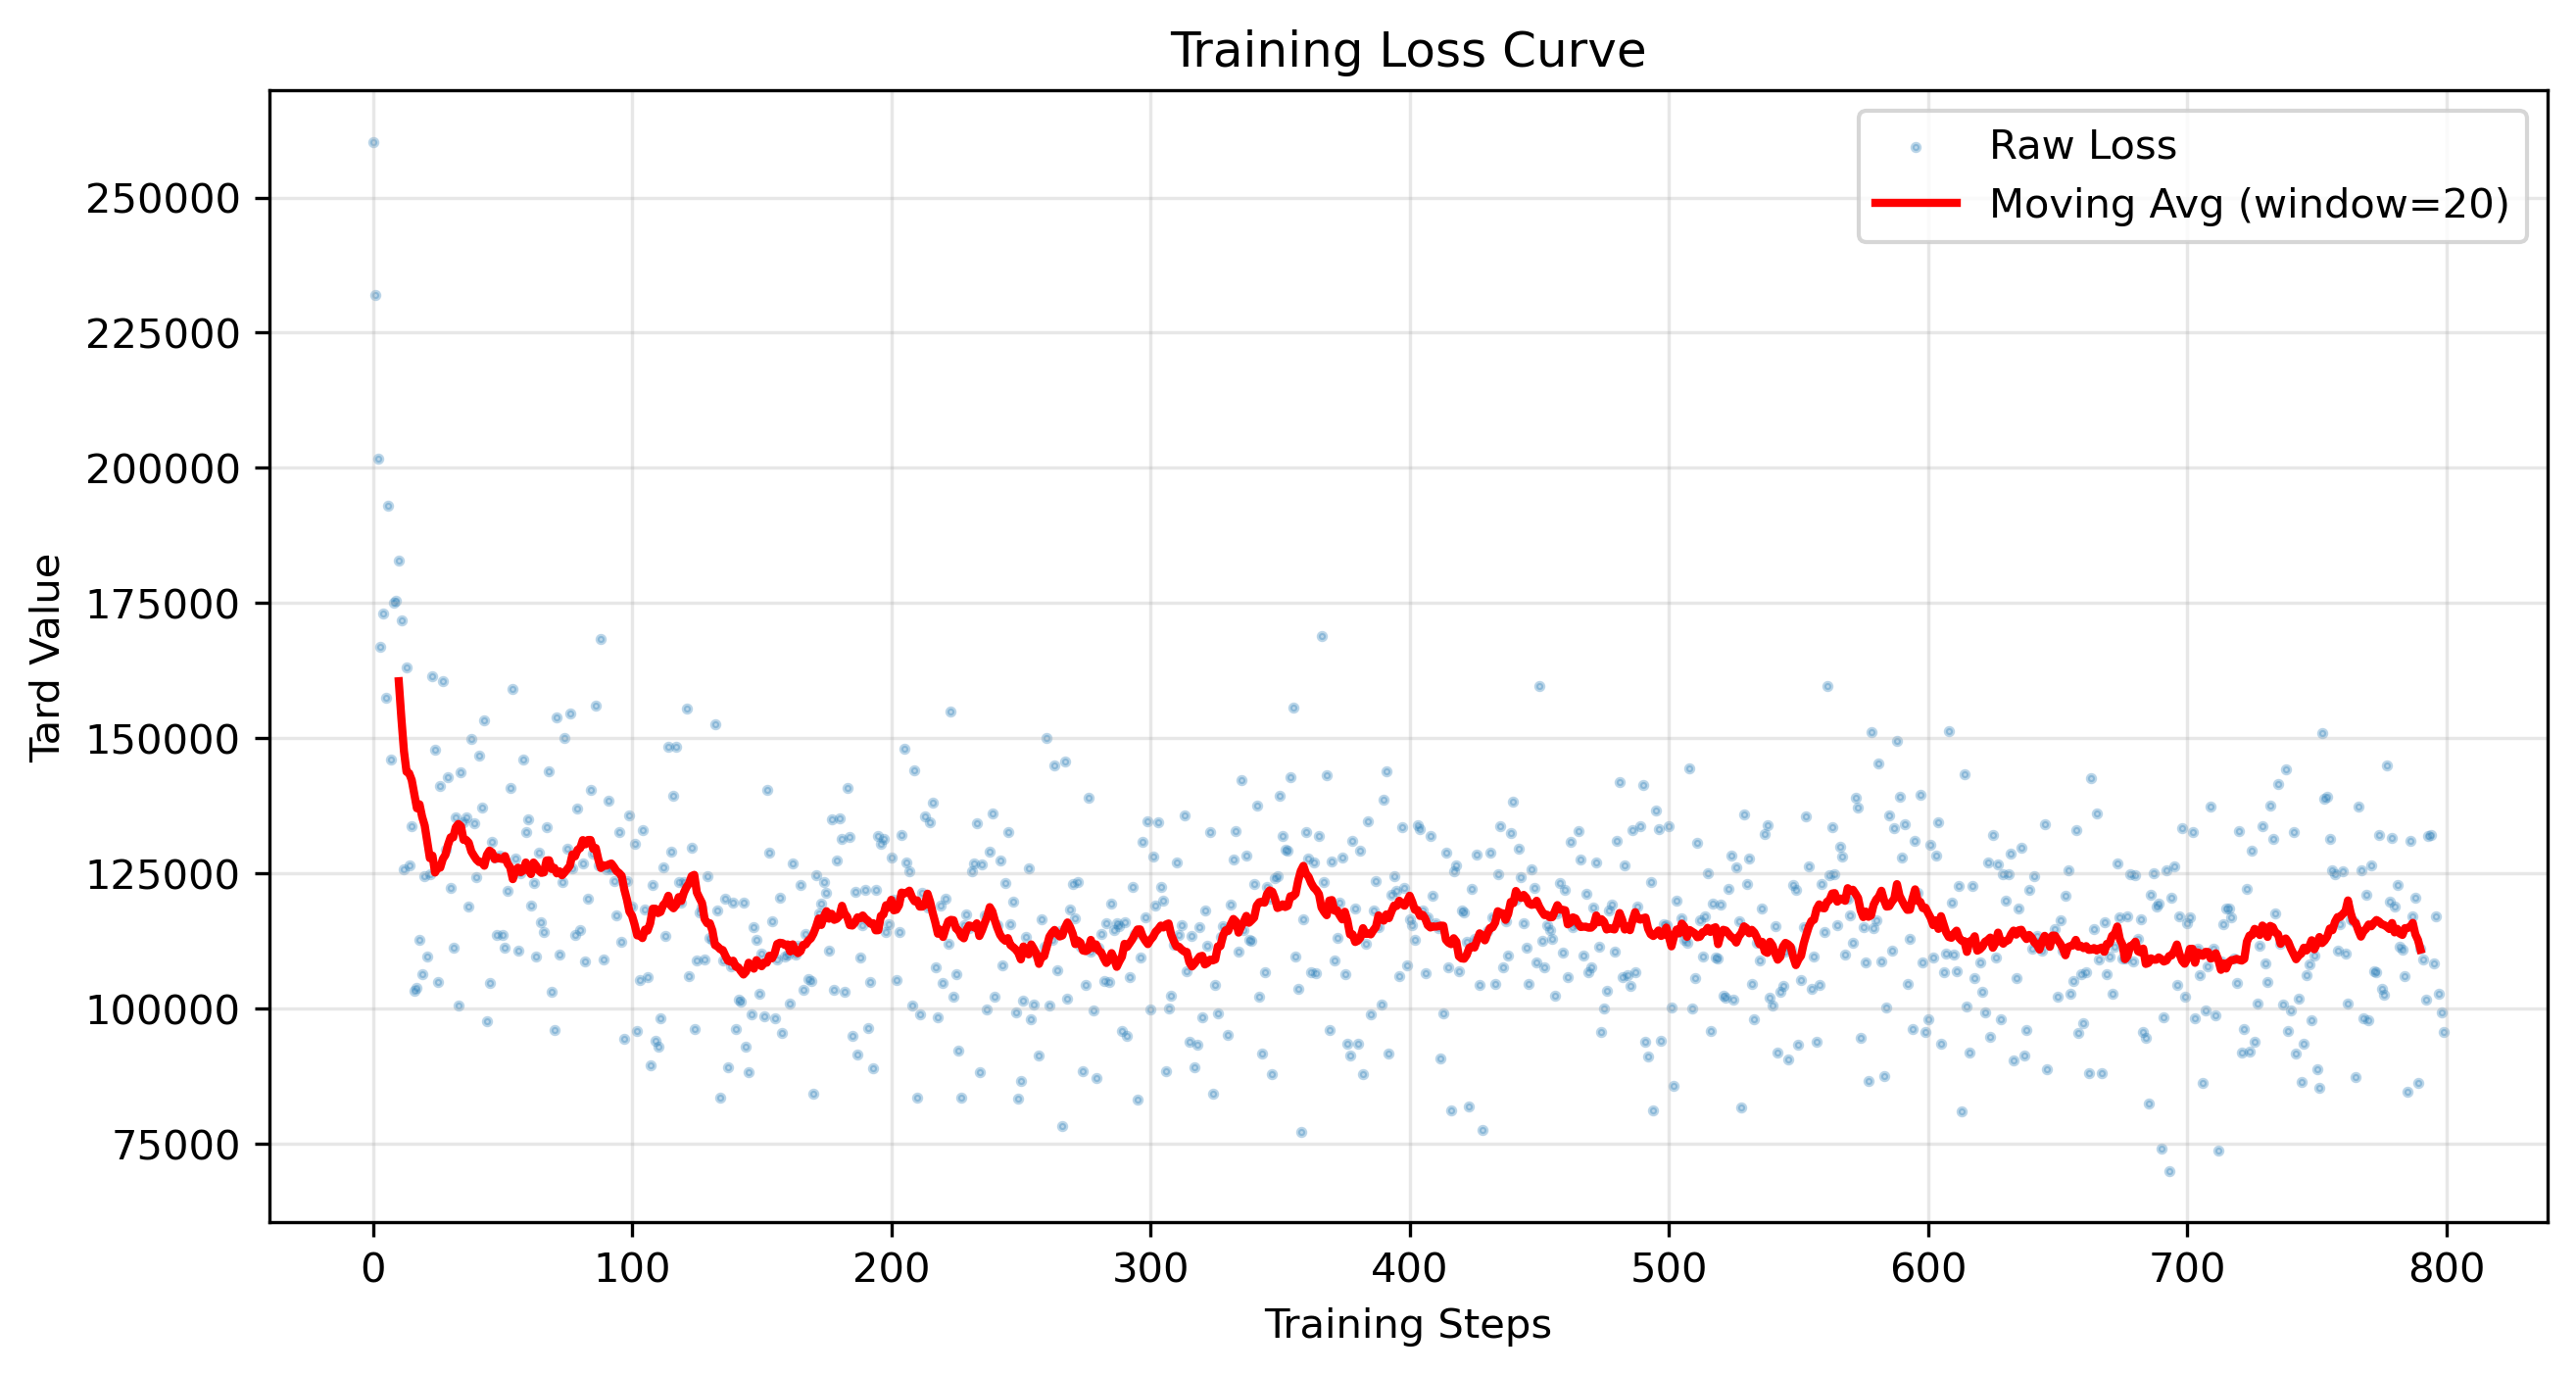 Training Loss Curve
Raw Loss
Moving Avg (window=20)
Tard Value
250000
225000
200000
175000
150000
125000
100000
75000
0 100 200 300 400 500 600 700 800
Training Steps